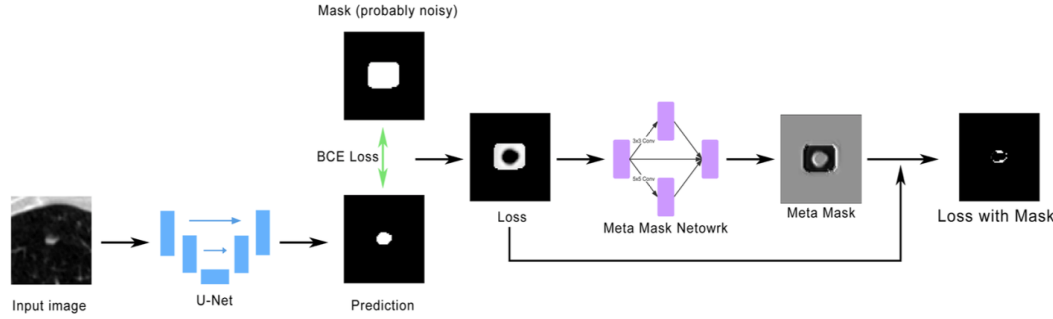 Mask (probably noisy)
BCE Loss
3x3 Conv
5x5 Conv
Loss
Meta Mask Netowrk
Meta Mask
Loss with Mask
U-Net
Input image
Prediction